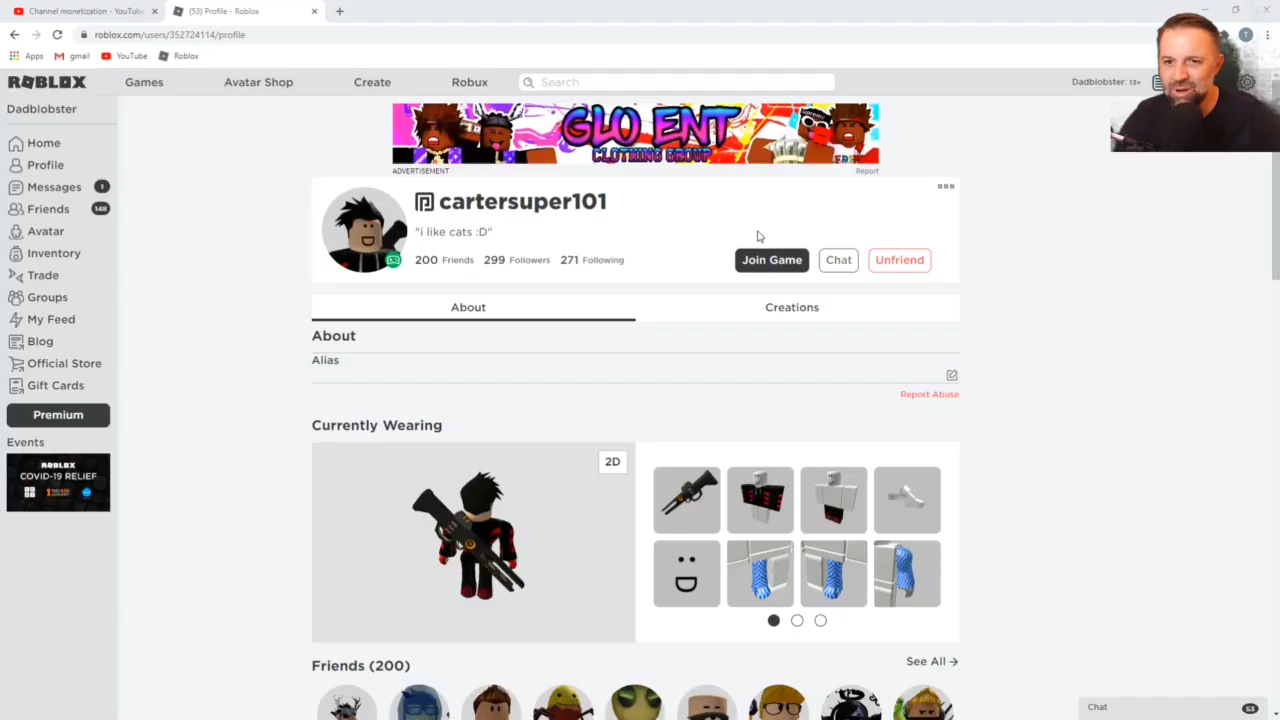 Channel monetization - YouTub
(53) Profile - Roblox
roblox.com/users/352724114/profile
T
Apps
gmail
YouTube
Roblox
ROBLOX
Games
Avatar Shop
Create
Robux
Search
Dadblobster: 13+
Dadblobster
Home
Profile
Messages
1
Friends
148
Avatar
Inventory
Trade
Groups
My Feed
Blog
Official Store
Gift Cards
Premium
Events
ROBLOX
COVID-19 RELIEF
GLO ENT
CLOTHING GROUP
ADVERTISEMENT
Report
cartersuper101
"i like cats :D"
200 Friends 299 Followers 271 Following
Join Game
Chat
Unfriend
About
Creations
About
Alias
Report Abuse
Currently Wearing
2D
Friends (200)
See All
Chat
53